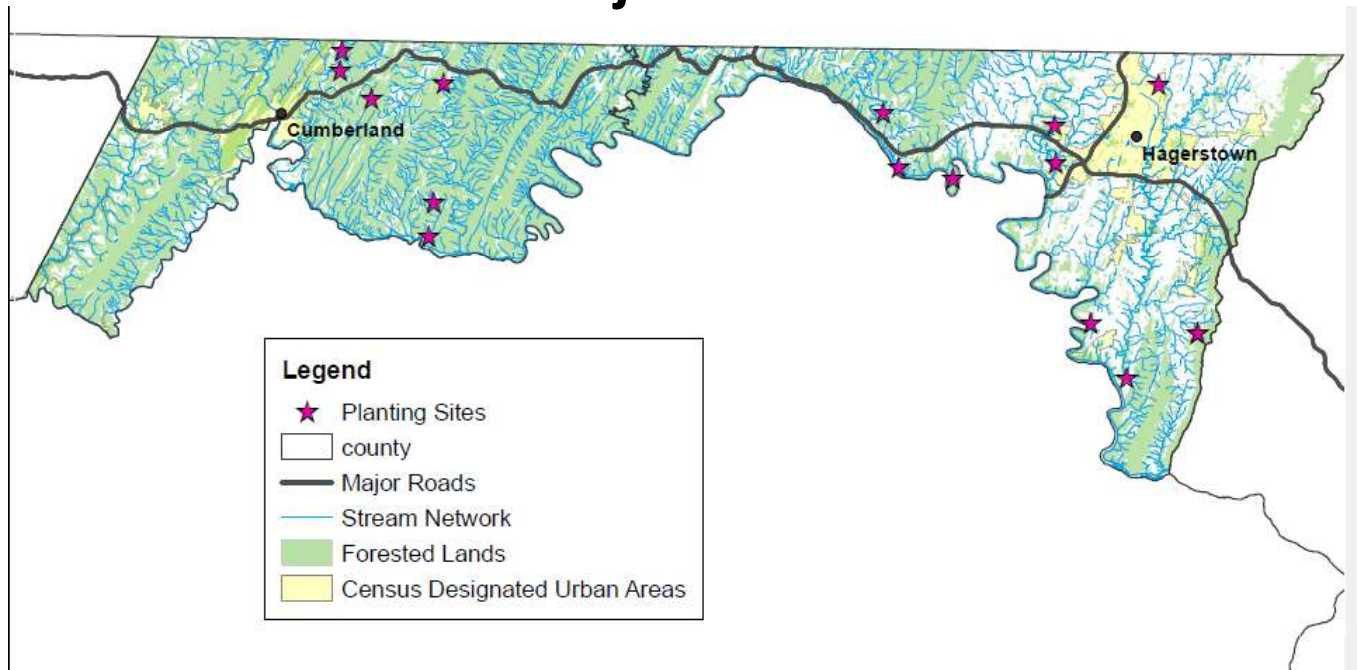 Cumberland
Hagerstown
Legend
Planting Sites
county
Major Roads
Stream Network
Forested Lands
Census Designated Urban Areas